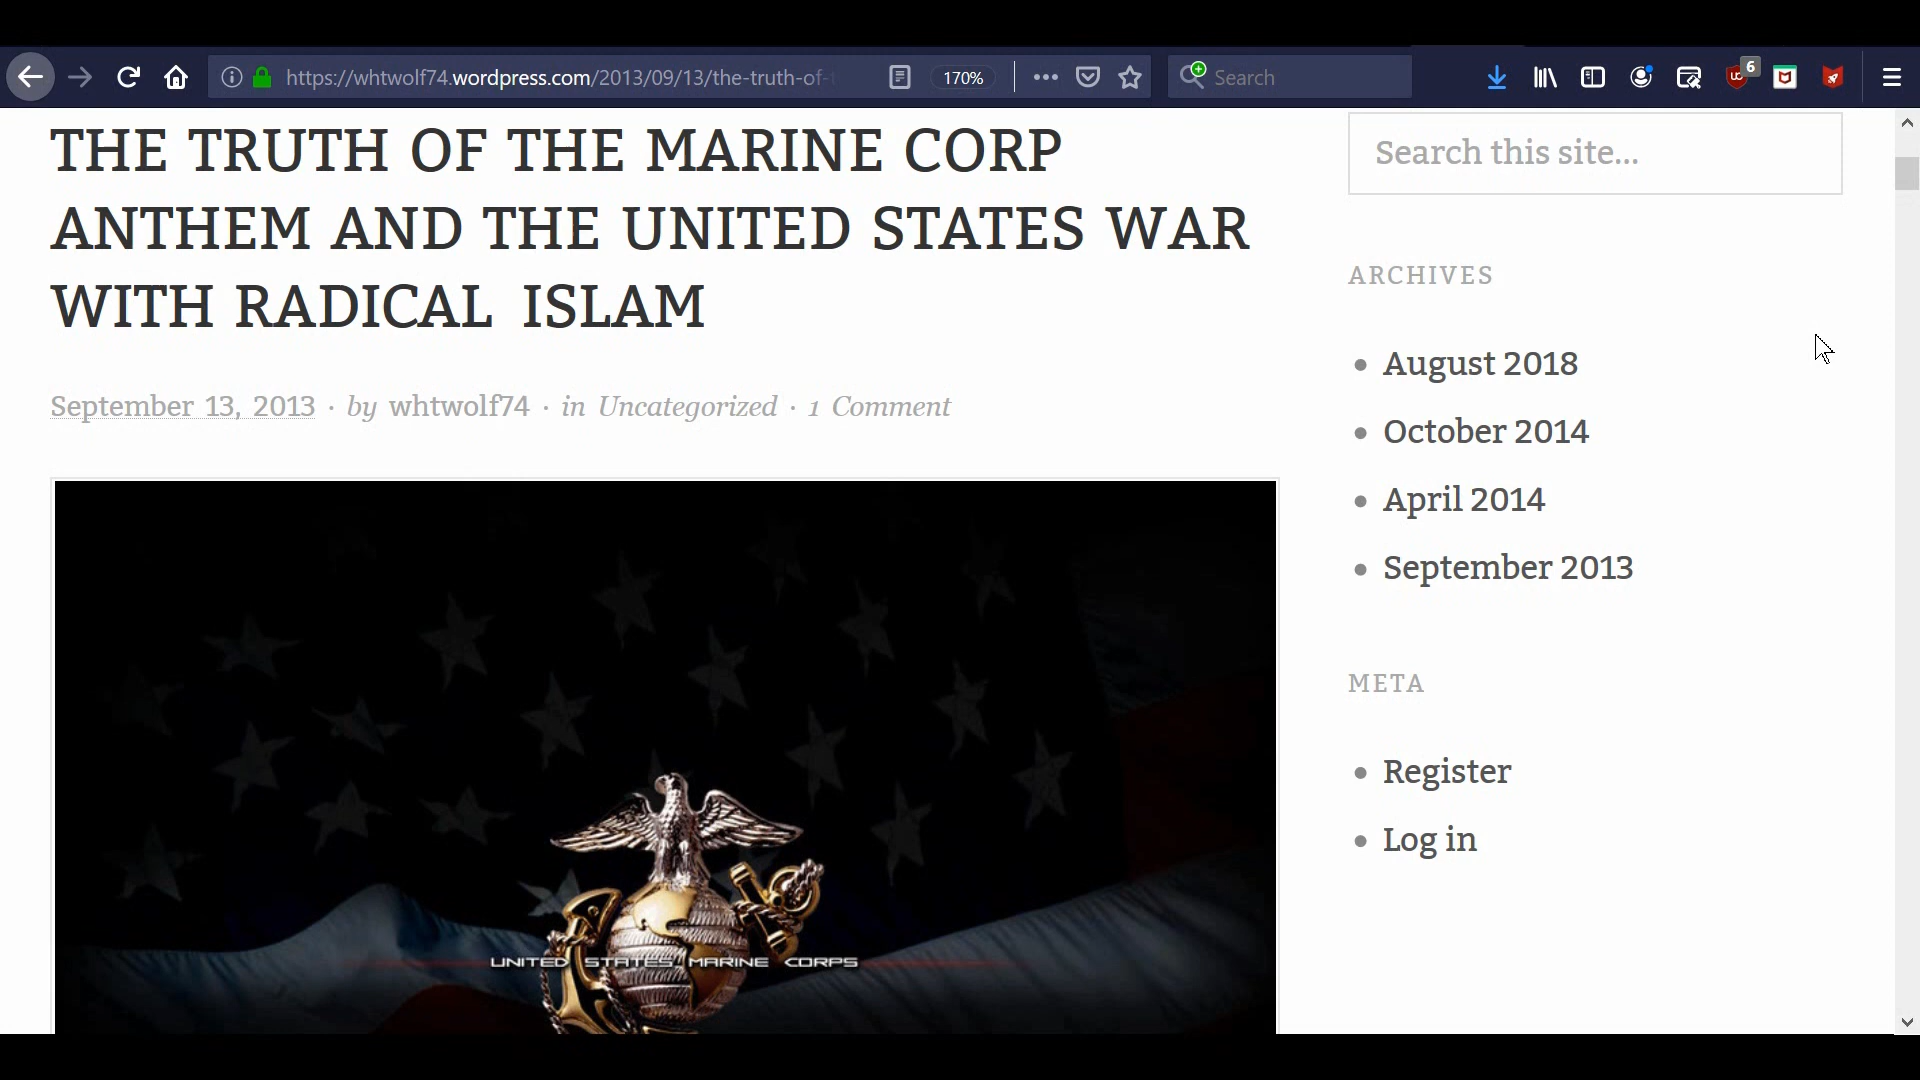 https://whtwolf74.wordpress.com/2013/09/13/the-truth-of-
170%
Search
6
THE TRUTH OF THE MARINE CORP
ANTHEM AND THE UNITED STATES WAR
WITH RADICAL ISLAM
September 13, 2013 · by whtwolf74 · in Uncategorized · 1 Comment
UNITED STATES MARINE CORPS
Search this site...
ARCHIVES
August 2018
October 2014
April 2014
September 2013
META
Register
Log in